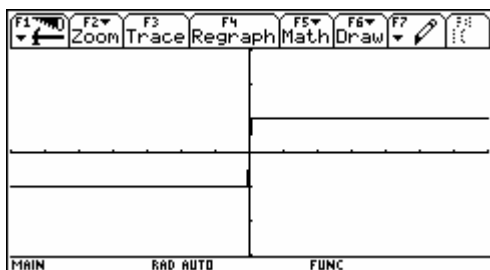 F1 F2 F3 F4 F5 F6 F7
Zoom Trace Regraph Math Draw
MAIN RAD AUTO FUNC